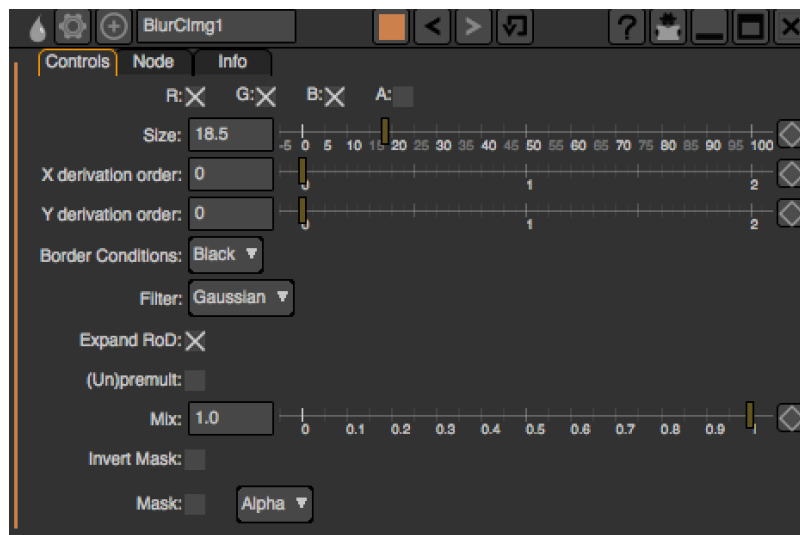 BlurCImg1 < > ?
Controls Node Info
R: G: B: A:
Size: 18.5 -5 0 5 10 15 20 25 30 35 40 45 50 55 60 65 70 75 80 85 90 95 100
X derivation order: 0 0 1 2
Y derivation order: 0 0 1 2
Border Conditions: Black
Filter: Gaussian
Expand RoD:
(Un)premult:
Mix: 1.0 0 0.1 0.2 0.3 0.4 0.5 0.6 0.7 0.8 0.9 1
Invert Mask:
Mask: Alpha